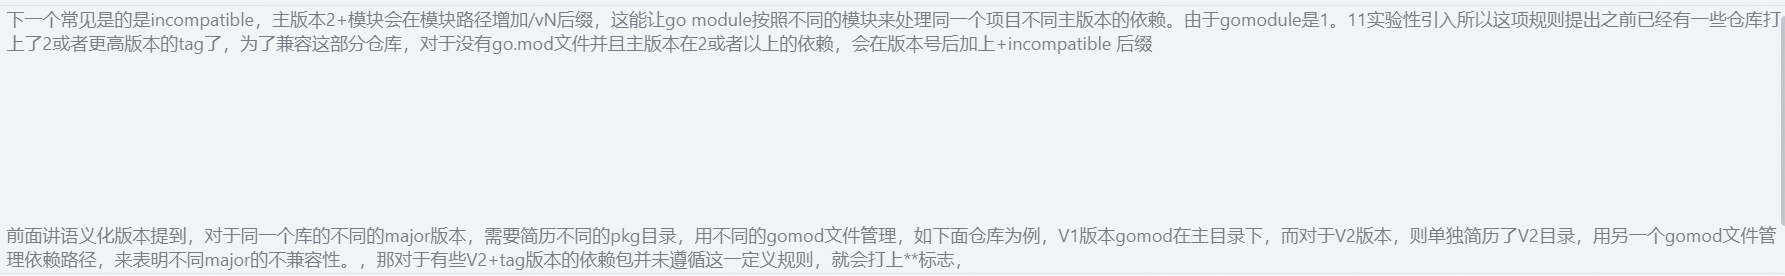 下一个常见是的是incompatible，主版本2+模块会在模块路径增加/vN后缀，这能让go module按照不同的模块来处理同一个项目不同主版本的依赖。由于gomodule是1。11实验性引入所以这项规则提出之前已经有一些仓库打
上了2或者更高版本的tag了，为了兼容这部分仓库，对于没有go.mod文件并且主版本在2或者以上的依赖，会在版本号后加上+incompatible 后缀
前面讲语义化版本提到，对于同一个库的不同的major版本，需要简历不同的pkg目录，用不同的gomod文件管理，如下面仓库为例，V1版本gomod在主目录下，而对于V2版本，则单独简历了V2目录，用另一个gomod文件管
理依赖路径，来表明不同major的不兼容性。，那对于有些V2+tag版本的依赖包并未遵循这一定义规则，就会打上**标志，